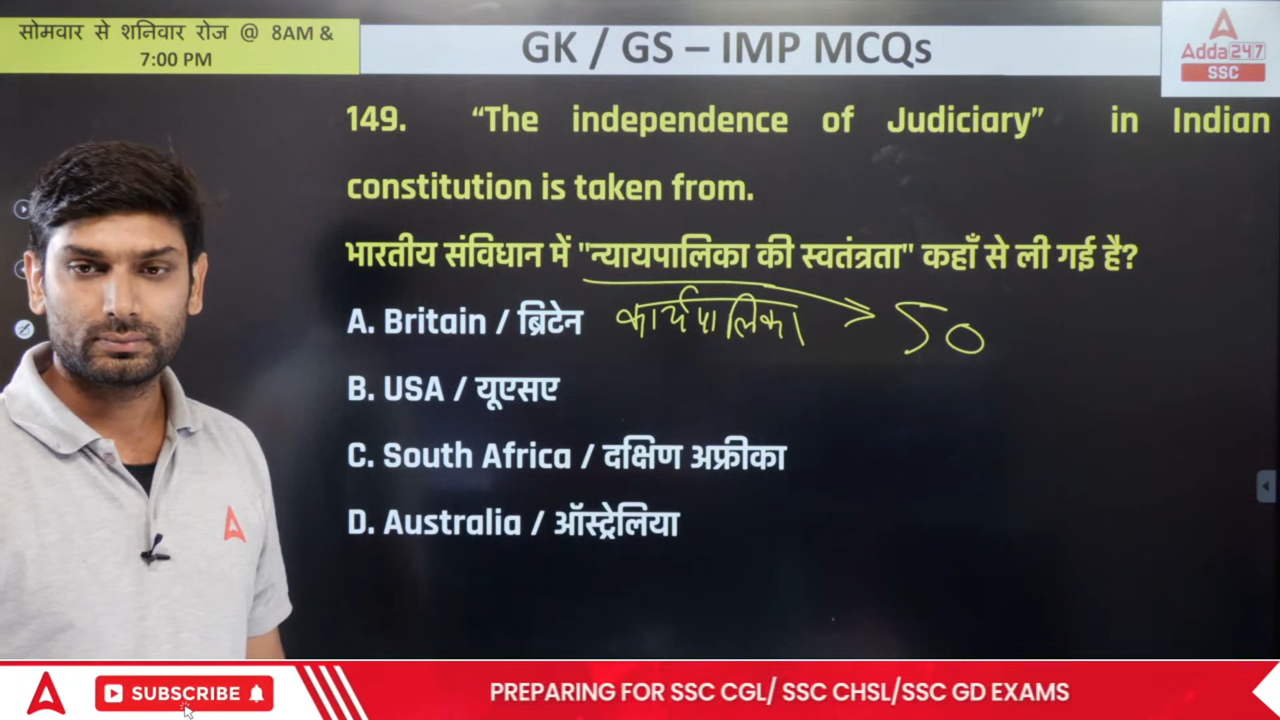 सोमवार से शनिवार रोज @ 8AM &
7:00 PM
GK / GS – IMP MCQs
Adda247
SSC
149. “The independence of Judiciary” in Indian
constitution is taken from.
भारतीय संविधान में "न्यायपालिका की स्वतंत्रता" कहाँ से ली गई है?
A. Britain / ब्रिटेन
कार्यपालिका
50
B. USA / यूएसए
C. South Africa / दक्षिण अफ्रीका
D. Australia / ऑस्ट्रेलिया
SUBSCRIBE
PREPARING FOR SSC CGL/ SSC CHSL/SSC GD EXAMS